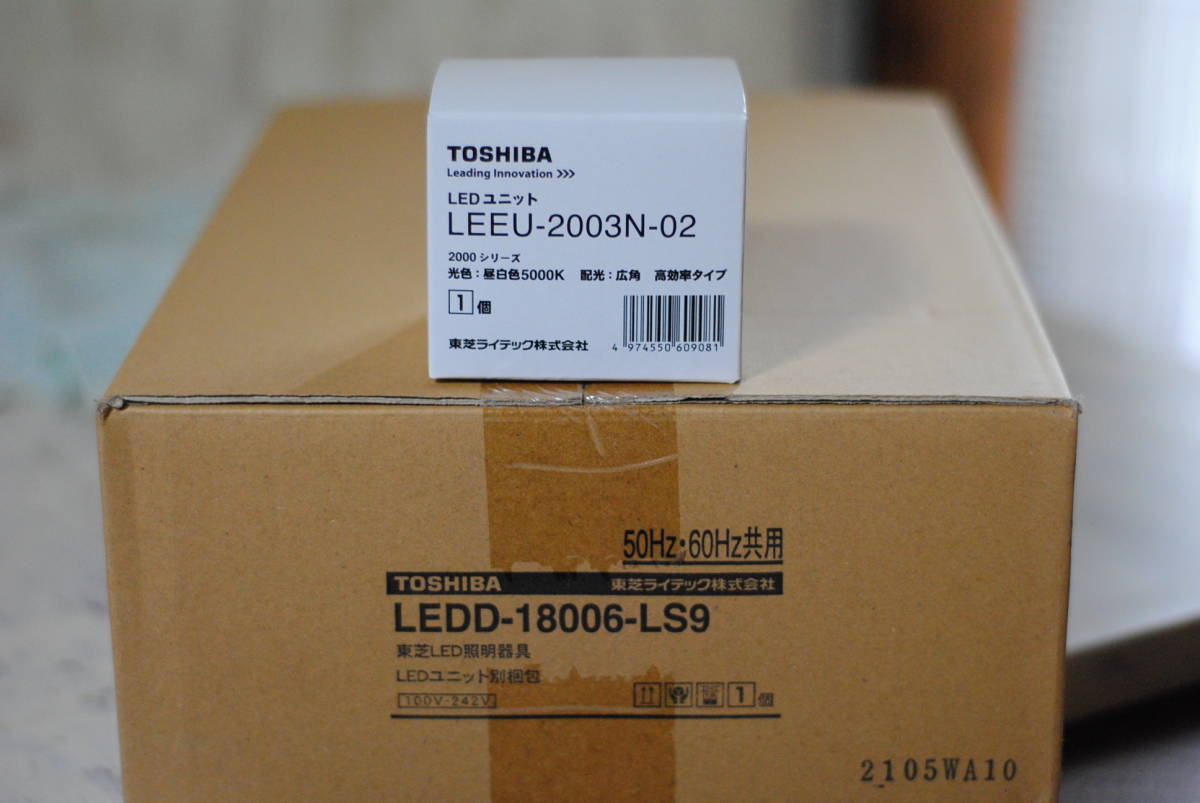 TOSHIBA
Leading Innovation >>>
LEDユニット
LEEU-2003N-02
2000 シリーズ
光色:昼白色5000K 配光:広角 高効率タイプ
1個
東芝ライテック株式会社
4 974550 609081
50Hz・60Hz共用
TOSHIBA 東芝ライテック株式会社
LEDD-18006-LS9
東芝LED照明器具
LEDユニット別梱包
100V-242V 1個
2105WA10